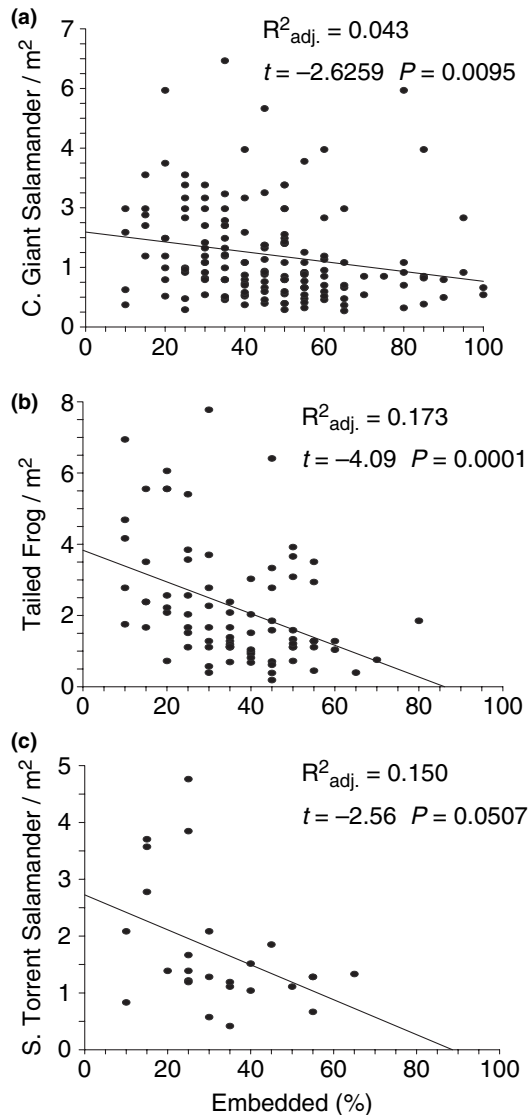 (a)
7
6
4
3
1
0
C. Giant Salamander / m²
R²adj. = 0.043
t = –2.6259 P = 0.0095
0 20 40 60 80 100
(b)
8
6
4
2
0
Tailed Frog / m²
R²adj. = 0.173
t = –4.09 P = 0.0001
0 20 40 60 80 100
(c)
5
4
3
2
1
0
S. Torrent Salamander / m²
R²adj. = 0.150
t = –2.56 P = 0.0507
0 20 40 60 80 100
Embedded (%)